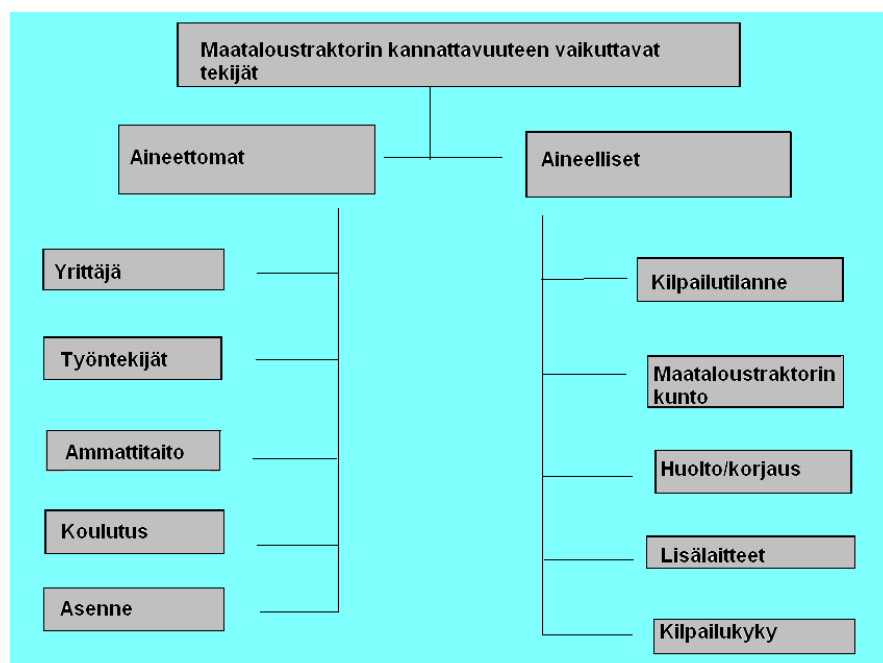 Maataloustraktorin kannattavuuteen vaikuttavat
tekijät
Aineettomat
Aineelliset
Yrittäjä
Työntekijät
Ammattitaito
Koulutus
Asenne
Kilpailutilanne
Maataloustraktorin
kunto
Huolto/korjaus
Lisälaitteet
Kilpailukyky